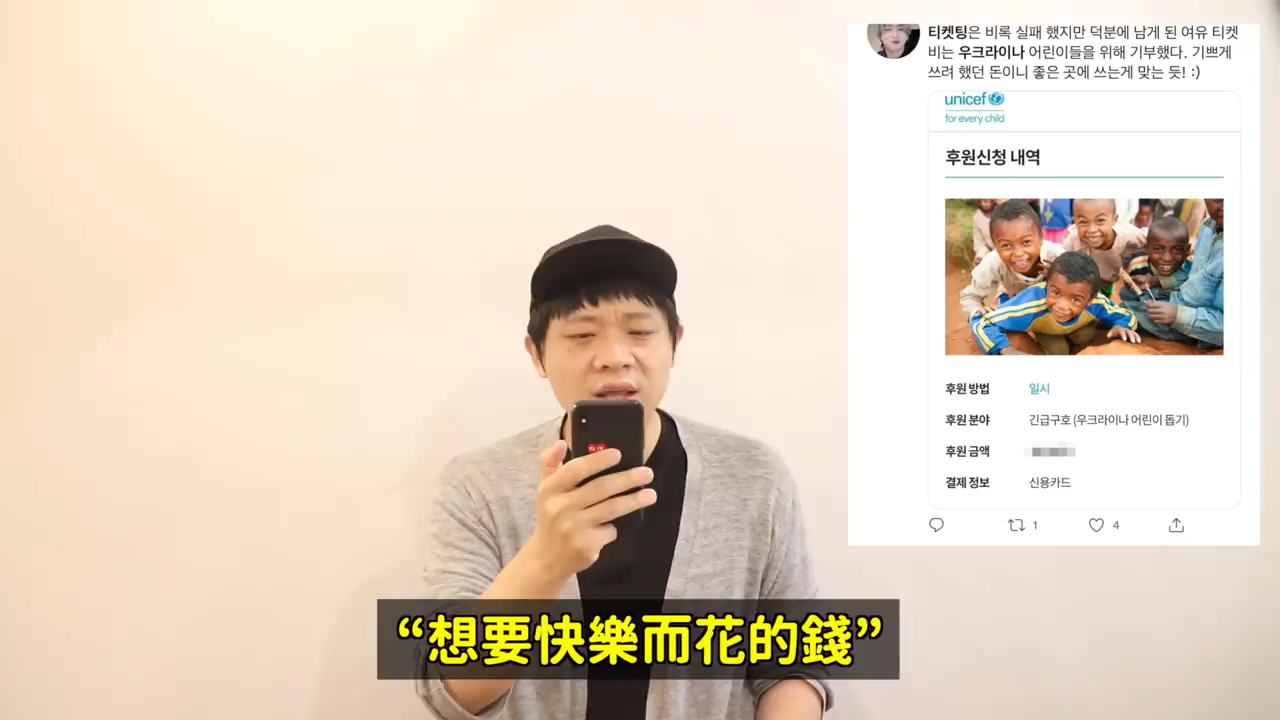 티켓팅은 비록 실패 했지만 덕분에 남게 된 여유 티켓
비는 우크라이나 어린이들을 위해 기부했다. 기쁘게
쓰려 했던 돈이니 좋은 곳에 쓰는게 맞는 듯! :)
unicef
for every child
후원신청 내역
후원 방법 일시
후원 분야 긴급구호 (우크라이나 어린이 돕기)
후원 금액
결제 정보 신용카드
1 4
“想要快樂而花的錢”